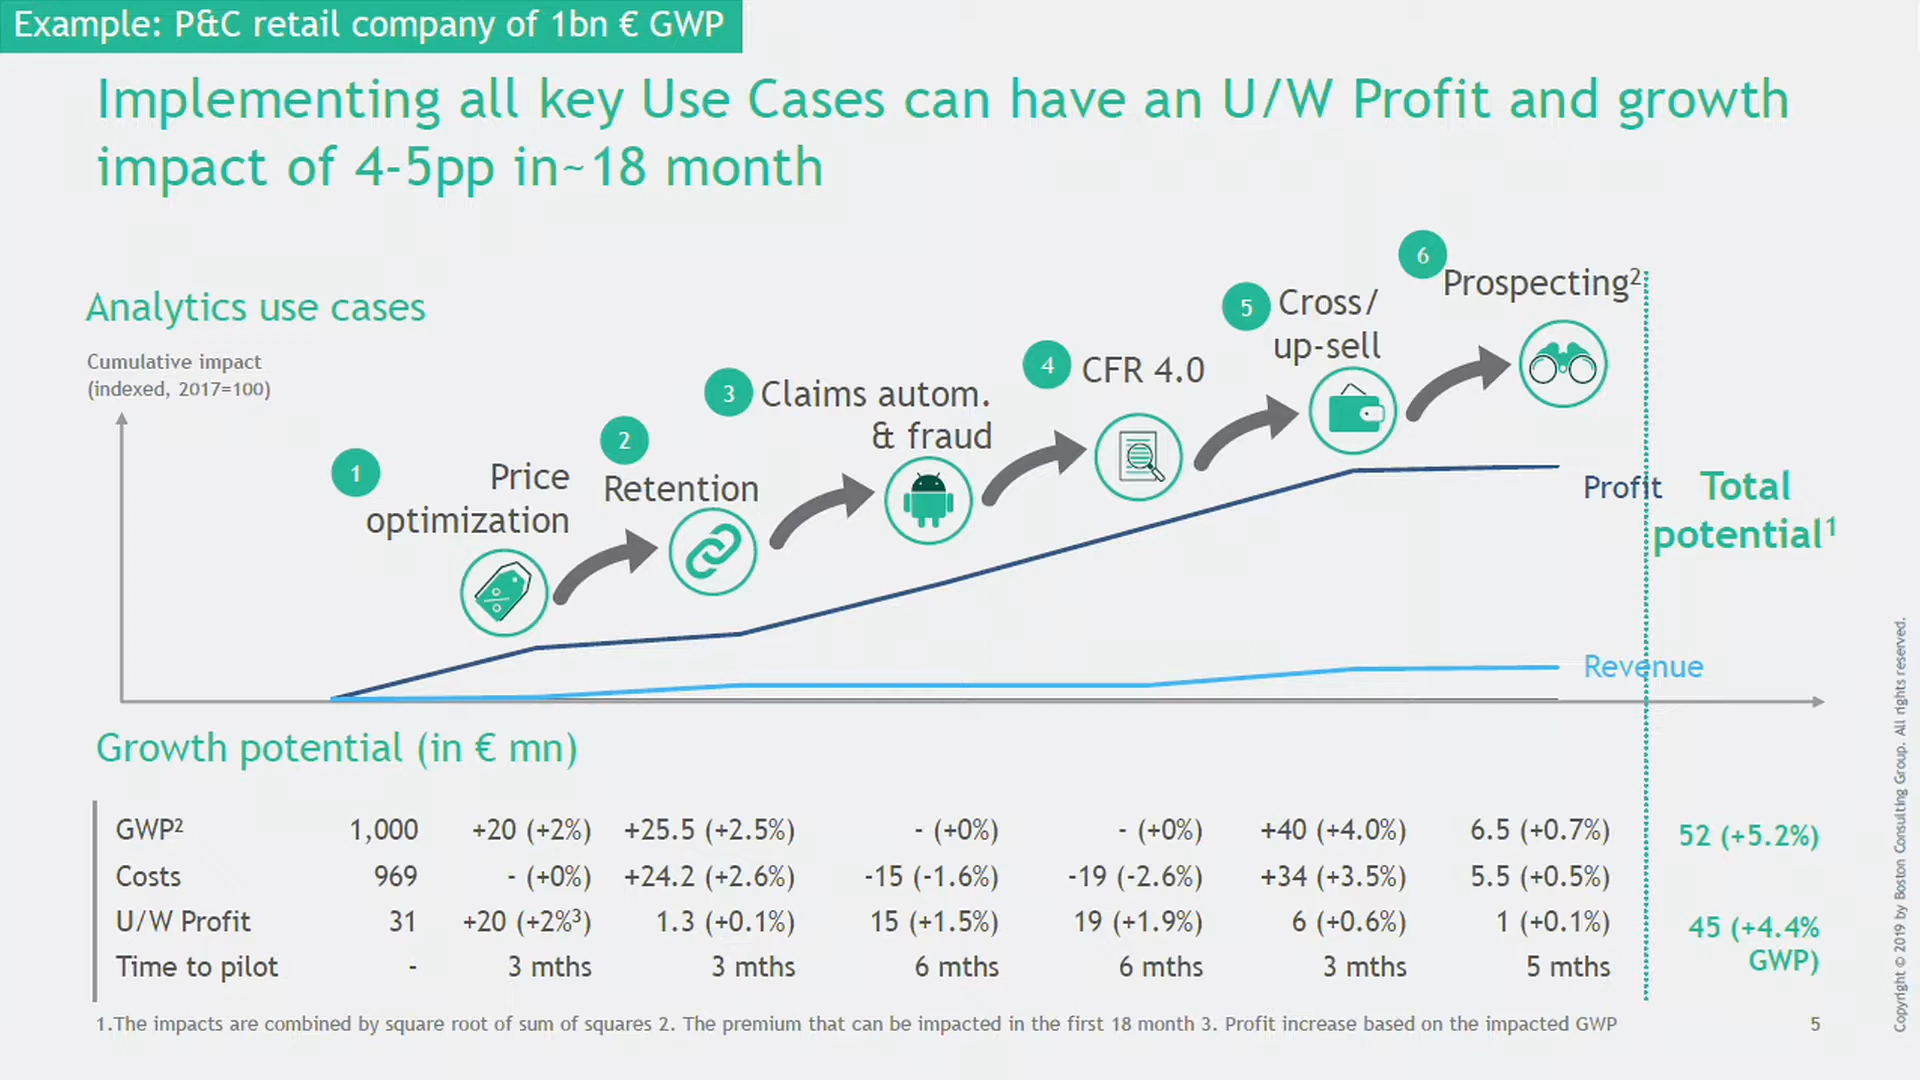 Example: P&C retail company of 1bn € GWP
Implementing all key Use Cases can have an U/W Profit and growth
impact of 4-5pp in~18 month
Analytics use cases
Cumulative impact
(indexed, 2017=100)
1
Price
optimization
2
Retention
3
Claims autom.
& fraud
4
CFR 4.0
5
Cross/
up-sell
6
Prospecting²
Profit
Revenue
Total
potential¹
Growth potential (in € mn)
GWP² 1,000 +20 (+2%) +25.5 (+2.5%) - (+0%) - (+0%) +40 (+4.0%) 6.5 (+0.7%) 52 (+5.2%)
Costs 969 - (+0%) +24.2 (+2.6%) -15 (-1.6%) -19 (-2.6%) +34 (+3.5%) 5.5 (+0.5%)
U/W Profit 31 +20 (+2%³) 1.3 (+0.1%) 15 (+1.5%) 19 (+1.9%) 6 (+0.6%) 1 (+0.1%) 45 (+4.4%
GWP)
Time to pilot - 3 mths 3 mths 6 mths 6 mths 3 mths 5 mths
1.The impacts are combined by square root of sum of squares 2. The premium that can be impacted in the first 18 month 3. Profit increase based on the impacted GWP
5
Copyright © 2019 by Boston Consulting Group. All rights reserved.